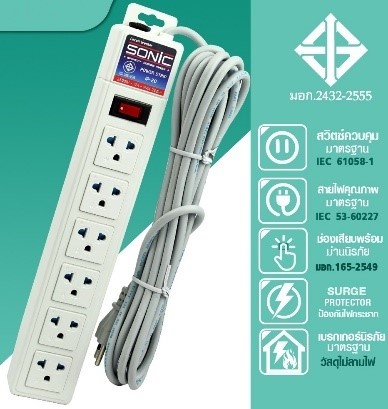 SONIC
POWER STRIP
มอก.2432-2555
สวิตซ์ควบคุม
มาตรฐาน
IEC 61058-1
สายไฟคุณภาพ
มาตรฐาน
IEC 53-60227
ช่องเสียบพร้อม
ม่านนิรภัย
มอก.165-2549
SURGE
PROTECTOR
ป้องกันไฟกระชาก
เบรกเกอร์นิรภัย
มาตรฐาน
วัสดุไม่ลามไฟ